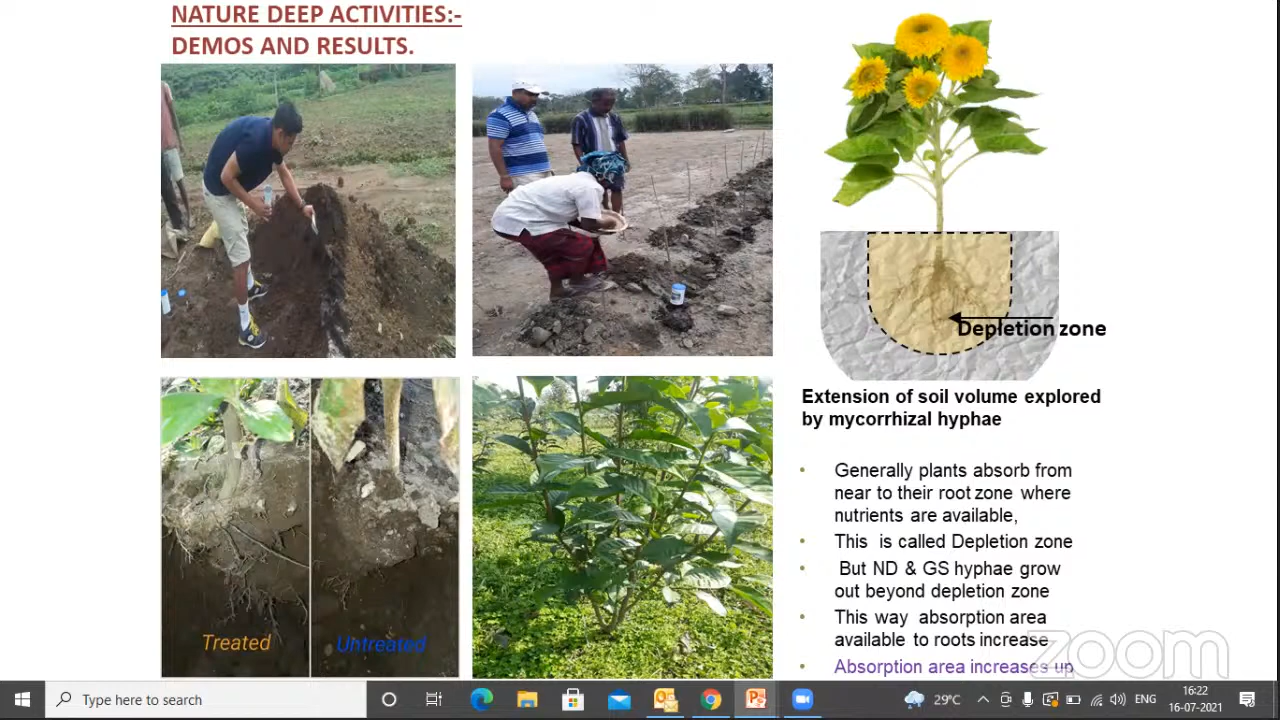 NATURE DEEP ACTIVITIES:-
DEMOS AND RESULTS.
Treated
Untreated
Depletion zone
Extension of soil volume explored
by mycorrhizal hyphae
• Generally plants absorb from
near to their root zone where
nutrients are available,
• This is called Depletion zone
• But ND & GS hyphae grow
out beyond depletion zone
• This way absorption area
available to roots increase
• Absorption area increases up
zoom
Type here to search
29°C
ENG
16:22
16-07-2021